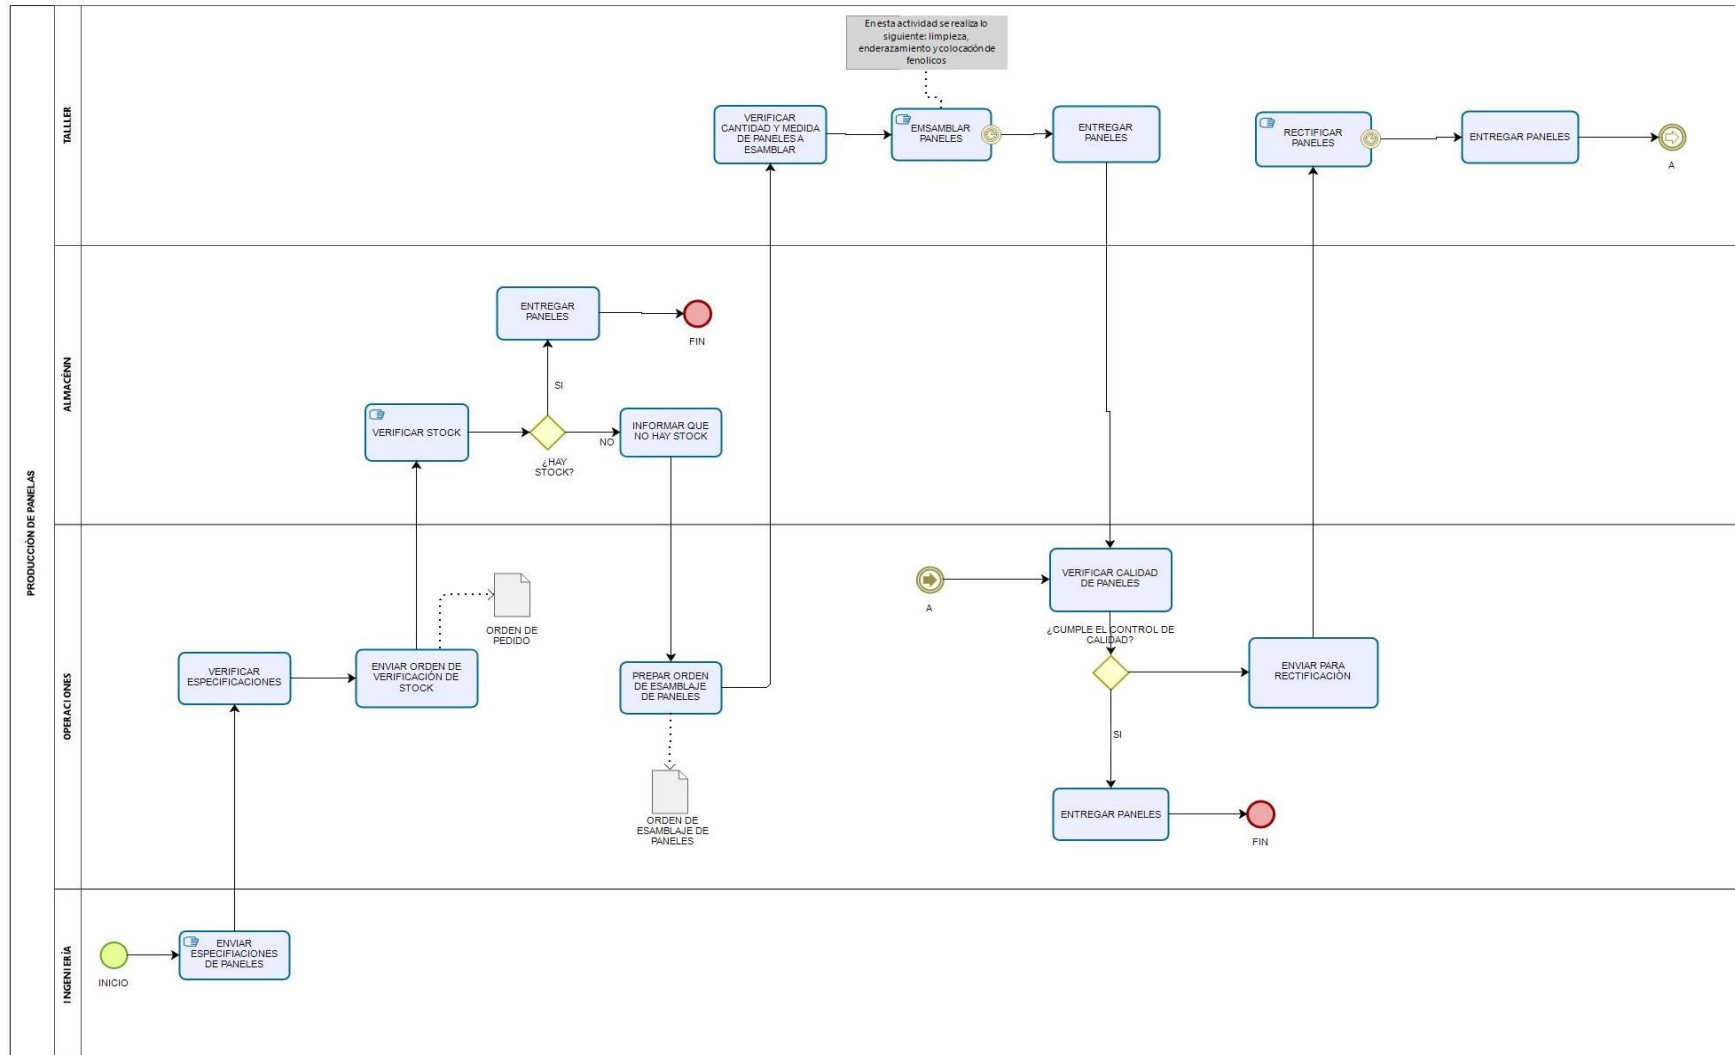 PRODUCCIÒN DE PANELAS
TALLLER
En esta actividad se realiza lo
siguiente: limpieza,
enderazamiento y colocación de
fenolicos
VERIFICAR
CANTIDAD Y MEDIDA
DE PANELES A
ESAMBLAR
EMSAMBLAR
PANELES
ENTREGAR
PANELES
RECTIFICAR
PANELES
ENTREGAR PANELES
A
ALMACÉNN
ENTREGAR
PANELES
FIN
SI
VERIFICAR STOCK
¿HAY
STOCK?
NO
INFORMAR QUE
NO HAY STOCK
OPERACIONES
ORDEN DE
PEDIDO
VERIFICAR
ESPECIFICACIONES
ENVIAR ORDEN DE
VERIFICACIÓN DE
STOCK
PREPAR ORDEN
DE ESAMBLAJE
DE PANELES
ORDEN DE
ESAMBLAJE DE
PANELES
A
VERIFICAR CALIDAD
DE PANELES
¿CUMPLE EL CONTROL DE
CALIDAD?
ENVIAR PARA
RECTIFICACIÒN
SI
ENTREGAR PANELES
FIN
INGENIERÍA
INICIO
ENVIAR
ESPECIFIACIONES
DE PANELES